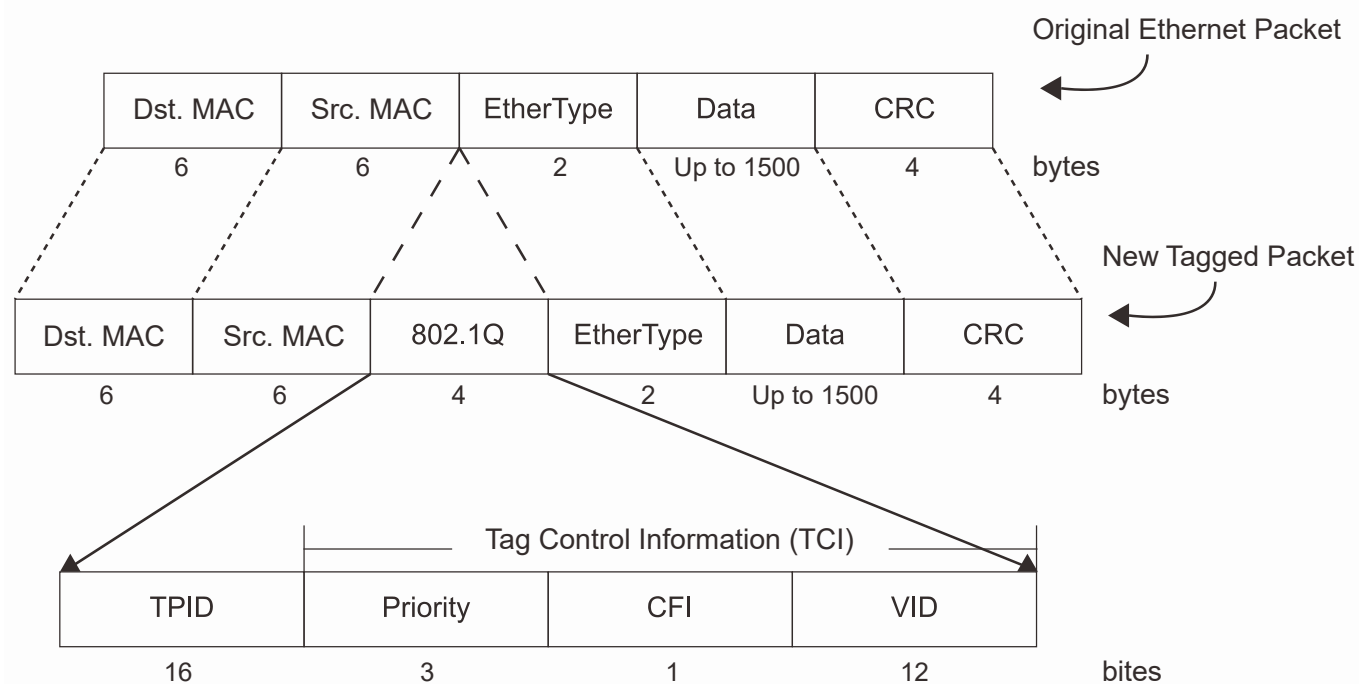 Original Ethernet Packet
Dst. MAC Src. MAC EtherType Data CRC
6 6 2 Up to 1500 4 bytes
New Tagged Packet
Dst. MAC Src. MAC 802.1Q EtherType Data CRC
6 6 4 2 Up to 1500 4 bytes
Tag Control Information (TCI)
TPID Priority CFI VID
16 3 1 12 bites